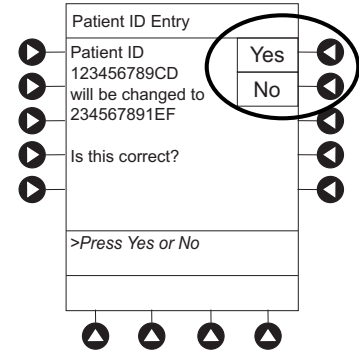 Patient ID Entry
Patient ID
123456789CD
will be changed to
234567891EF
Is this correct?
Yes
No
>Press Yes or No